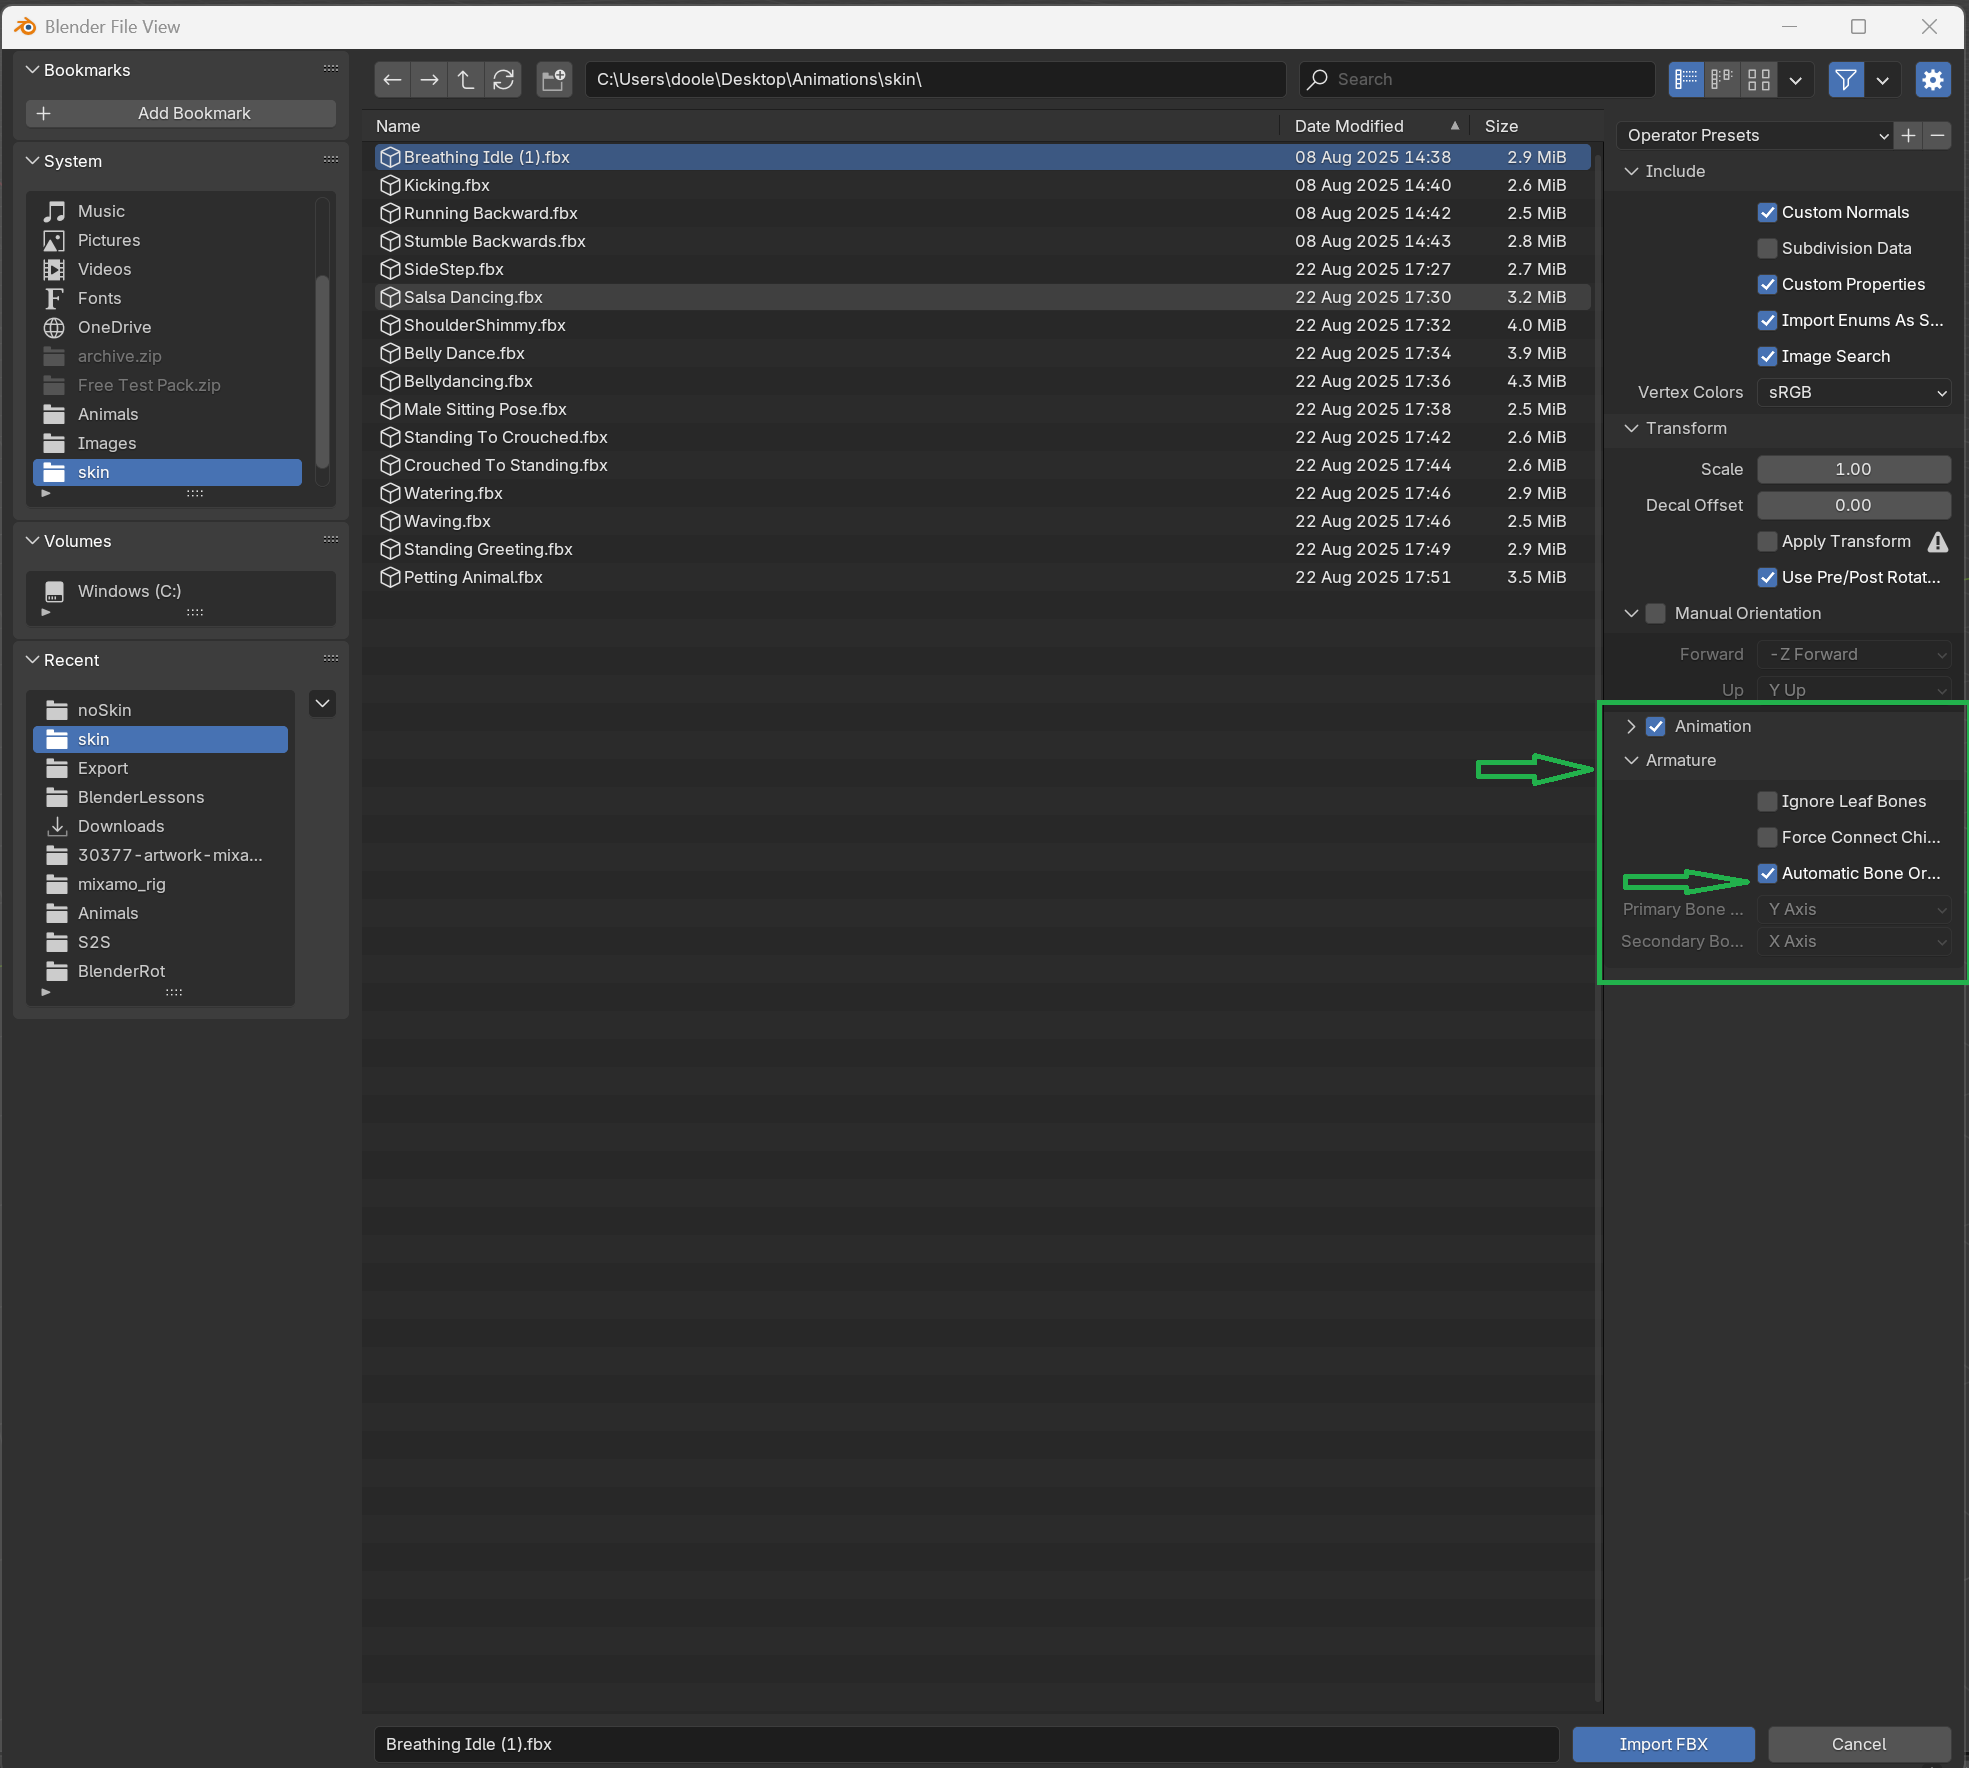 Blender File View
Bookmarks
Add Bookmark
System
Music
Pictures
Videos
Fonts
OneDrive
archive.zip
Free Test Pack.zip
Animals
Images
skin
Volumes
Windows (C:)
Recent
noSkin
skin
Export
BlenderLessons
Downloads
30377-artwork-mixa...
mixamo_rig
Animals
S2S
BlenderRot
C:\Users\doole\Desktop\Animations\skin\
Search
Name Date Modified Size
Breathing Idle (1).fbx 08 Aug 2025 14:38 2.9 MiB
Kicking.fbx 08 Aug 2025 14:40 2.6 MiB
Running Backward.fbx 08 Aug 2025 14:42 2.5 MiB
Stumble Backwards.fbx 08 Aug 2025 14:43 2.8 MiB
SideStep.fbx 22 Aug 2025 17:27 2.7 MiB
Salsa Dancing.fbx 22 Aug 2025 17:30 3.2 MiB
ShoulderShimmy.fbx 22 Aug 2025 17:32 4.0 MiB
Belly Dance.fbx 22 Aug 2025 17:34 3.9 MiB
Bellydancing.fbx 22 Aug 2025 17:36 4.3 MiB
Male Sitting Pose.fbx 22 Aug 2025 17:38 2.5 MiB
Standing To Crouched.fbx 22 Aug 2025 17:42 2.6 MiB
Crouched To Standing.fbx 22 Aug 2025 17:44 2.6 MiB
Watering.fbx 22 Aug 2025 17:46 2.9 MiB
Waving.fbx 22 Aug 2025 17:46 2.5 MiB
Standing Greeting.fbx 22 Aug 2025 17:49 2.9 MiB
Petting Animal.fbx 22 Aug 2025 17:51 3.5 MiB
Operator Presets
Include
Custom Normals
Subdivision Data
Custom Properties
Import Enums As S...
Image Search
Vertex Colors sRGB
Transform
Scale 1.00
Decal Offset 0.00
Apply Transform
Use Pre/Post Rotat...
Manual Orientation
Forward -Z Forward
Up Y Up
Animation
Armature
Ignore Leaf Bones
Force Connect Chi...
Automatic Bone Or...
Primary Bone ... Y Axis
Secondary Bo... X Axis
Breathing Idle (1).fbx
Import FBX
Cancel